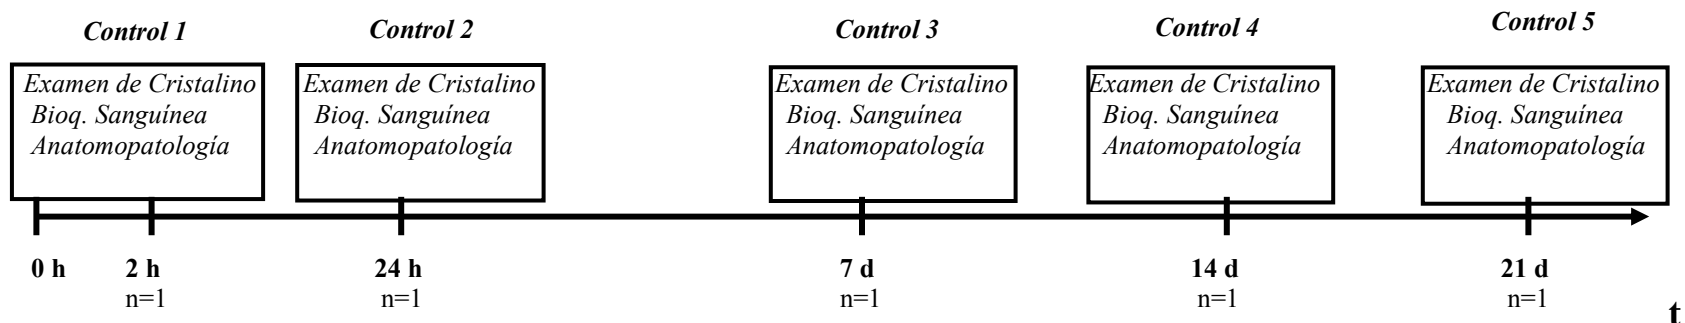 Control 1
Control 2
Control 3
Control 4
Control 5
Examen de Cristalino
Bioq. Sanguínea
Anatomopatología
Examen de Cristalino
Bioq. Sanguínea
Anatomopatología
Examen de Cristalino
Bioq. Sanguínea
Anatomopatología
Examen de Cristalino
Bioq. Sanguínea
Anatomopatología
Examen de Cristalino
Bioq. Sanguínea
Anatomopatología
0 h
2 h
n=1
24 h
n=1
7 d
n=1
14 d
n=1
21 d
n=1
t